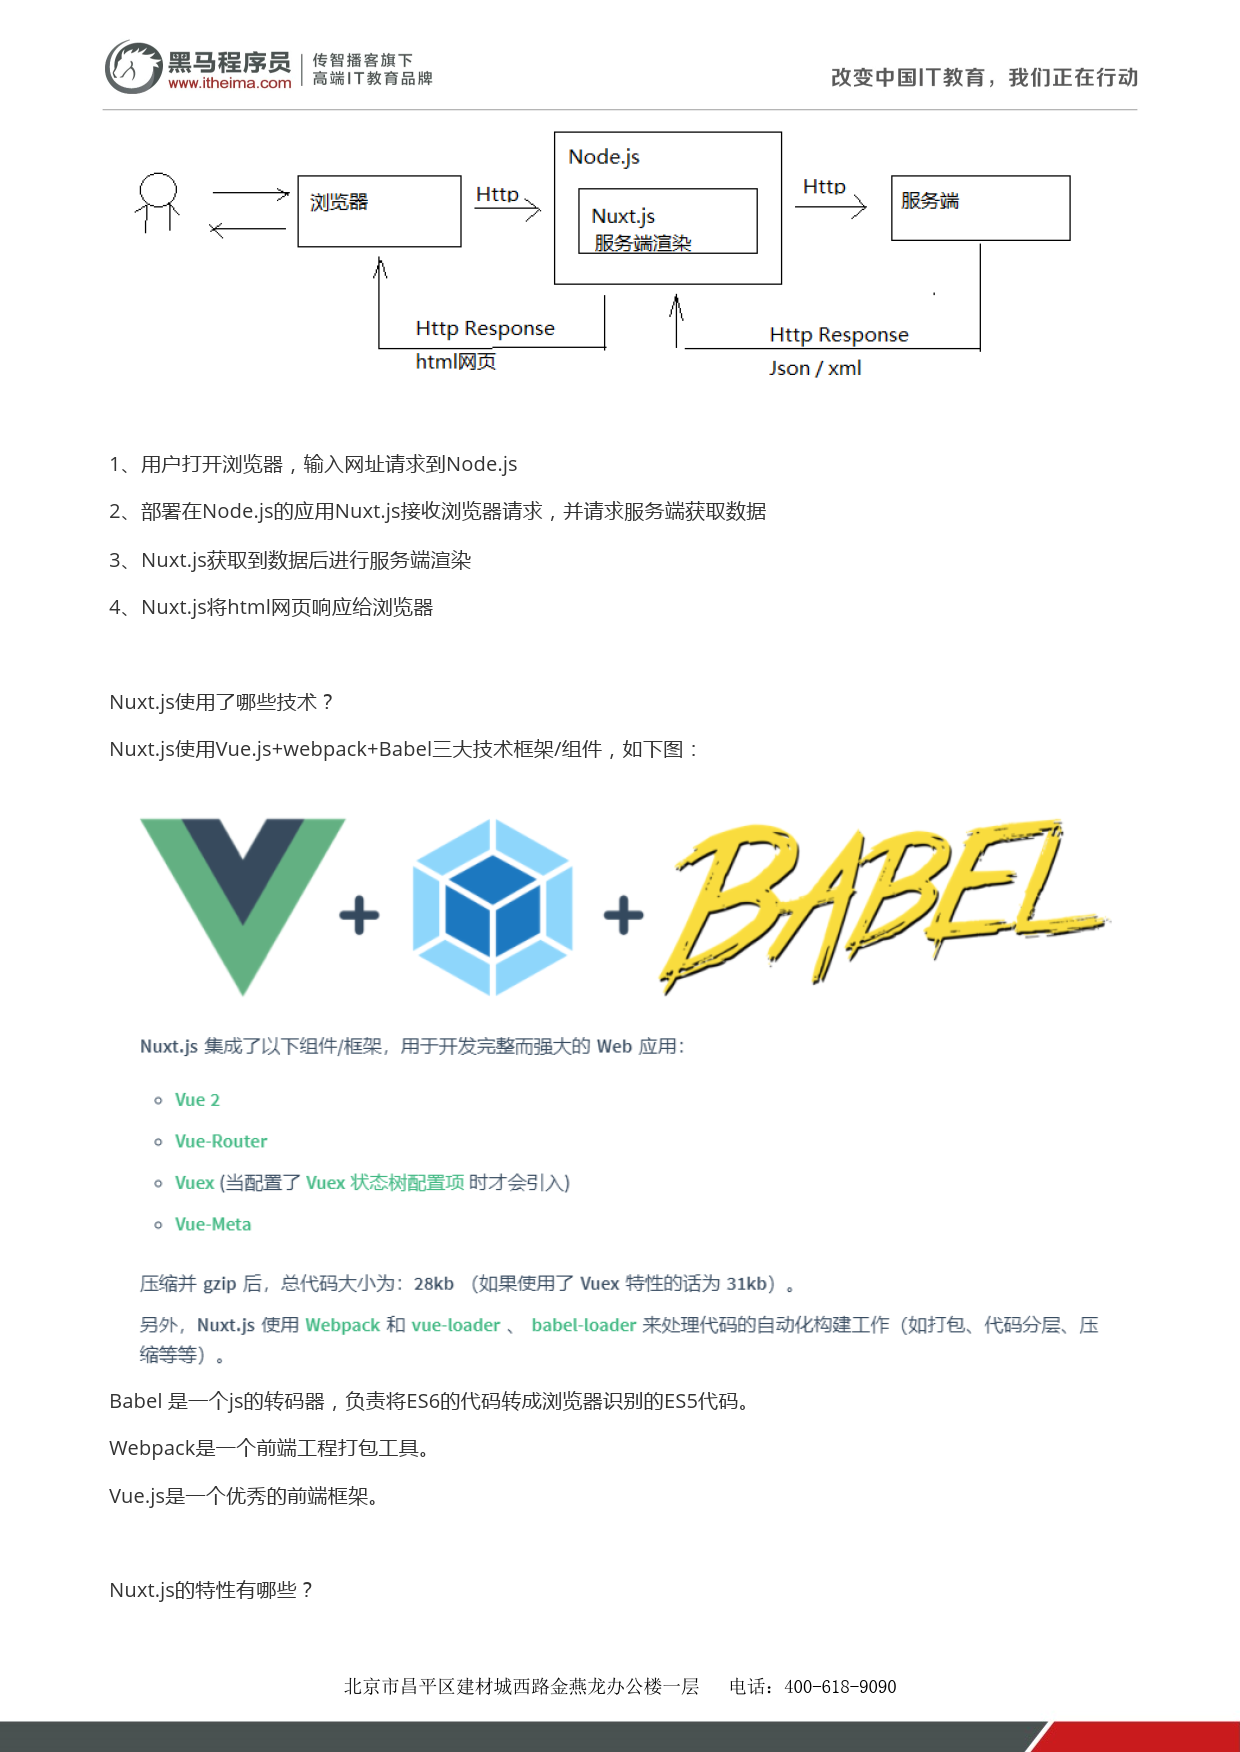 黑马程序员
www.itheima.com
传智播客旗下
高端IT教育品牌
改变中国IT教育，我们正在行动
Node.js
浏览器
Http
Nuxt.js
服务端渲染
Http
服务端
Http Response
html网页
Http Response
Json / xml
1、用户打开浏览器，输入网址请求到Node.js
2、部署在Node.js的应用Nuxt.js接收浏览器请求，并请求服务端获取数据
3、Nuxt.js获取到数据后进行服务端渲染
4、Nuxt.js将html网页响应给浏览器
Nuxt.js使用了哪些技术？
Nuxt.js使用Vue.js+webpack+Babel三大技术框架/组件，如下图：
BABEL
Nuxt.js 集成了以下组件/框架，用于开发完整而强大的 Web 应用：
Vue 2
Vue-Router
Vuex (当配置了 Vuex 状态树配置项 时才会引入)
Vue-Meta
压缩并 gzip 后，总代码大小为：28kb （如果使用了 Vuex 特性的话为 31kb）。
另外，Nuxt.js 使用 Webpack 和 vue-loader 、 babel-loader 来处理代码的自动化构建工作（如打包、代码分层、压
缩等等）。
Babel 是一个js的转码器，负责将ES6的代码转成浏览器识别的ES5代码。
Webpack是一个前端工程打包工具。
Vue.js是一个优秀的前端框架。
Nuxt.js的特性有哪些？
北京市昌平区建材城西路金燕龙办公楼一层 电话：400-618-9090